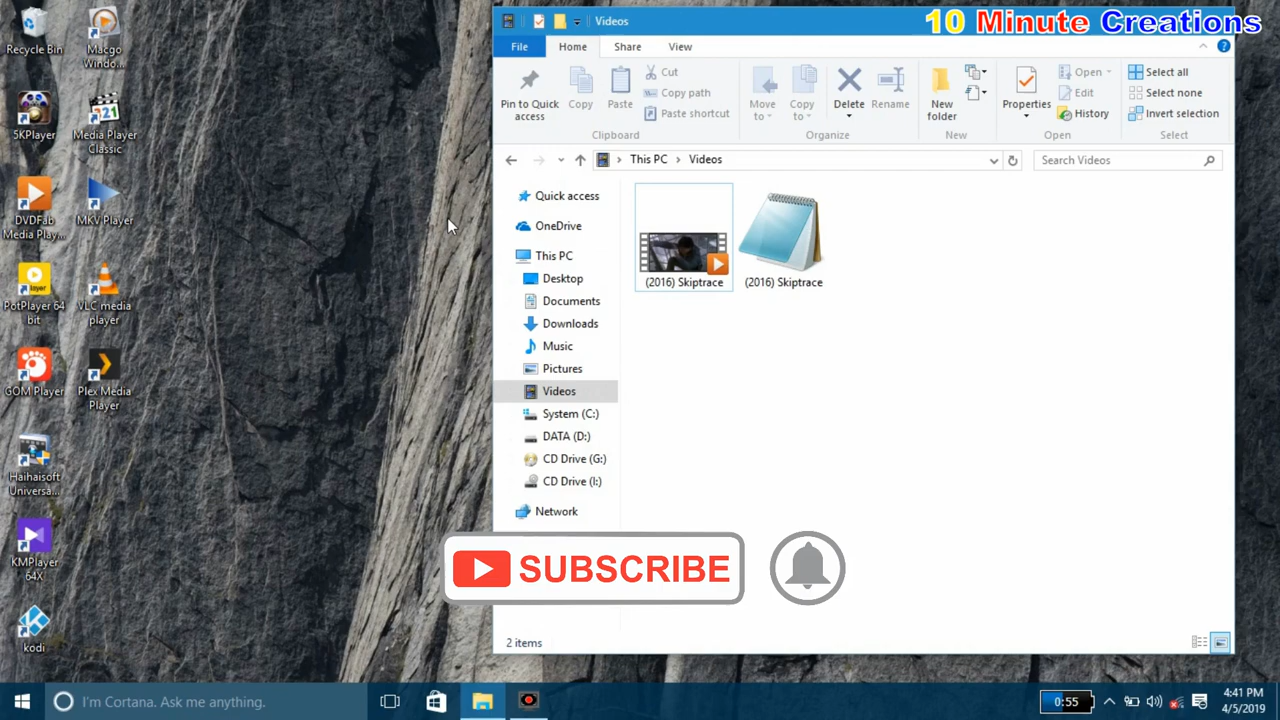 Recycle Bin
Macgo Windo...
5KPlayer
Media Player Classic
DVDFab Media Play...
MKV Player
PotPlayer 64 bit
VLC media player
GOM Player
Plex Media Player
Haihaisoft Universa...
KMPlayer 64X
kodi
Videos
10 Minute Creations
File
Home
Share
View
Pin to Quick access
Copy
Paste
Cut
Copy path
Paste shortcut
Clipboard
Move to
Copy to
Delete
Rename
Organize
New folder
New
Properties
Open
Edit
History
Open
Select all
Select none
Invert selection
Select
This PC
Videos
Search Videos
Quick access
OneDrive
This PC
Desktop
Documents
Downloads
Music
Pictures
Videos
System (C:)
DATA (D:)
CD Drive (G:)
CD Drive (I:)
Network
(2016) Skiptrace
(2016) Skiptrace
SUBSCRIBE
2 items
I'm Cortana. Ask me anything.
0:55
4:41 PM
4/5/2019